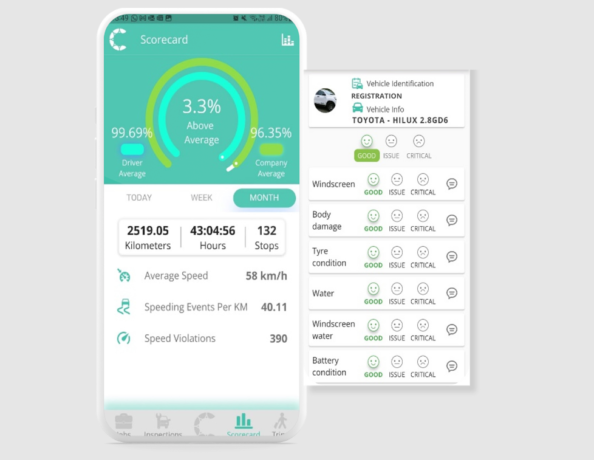 Scorecard
3.3%
Above
Average
99.69%
96.35%
Driver
Average
Company
Average
TODAY WEEK MONTH
2519.05 43:04:56 132
Kilometers Hours Stops
Average Speed 58 km/h
Speeding Events Per KM 40.11
Speed Violations 390
Inspections Scorecard
Vehicle Identification
REGISTRATION
Vehicle Info
TOYOTA - HILUX 2.8GD6
GOOD ISSUE CRITICAL
Windscreen
GOOD ISSUE CRITICAL
Body
damage
GOOD ISSUE CRITICAL
Tyre
condition
GOOD ISSUE CRITICAL
Water
GOOD ISSUE CRITICAL
Windscreen
water
GOOD ISSUE CRITICAL
Battery
condition
GOOD ISSUE CRITICAL